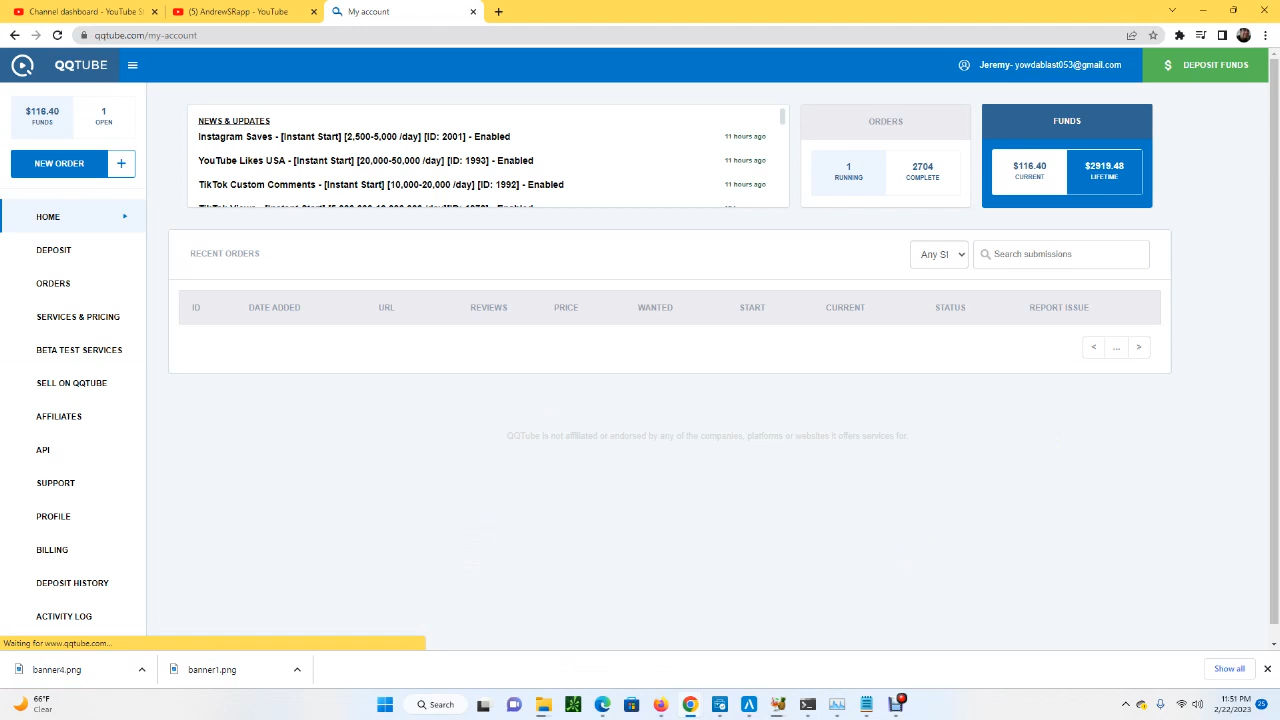 Channel dashboard - YouTube S
(5) AndrewSRapp - YouTube
My account
qqtube.com/my-account
QQTUBE
Jeremy- yowdablast053@gmail.com
$ DEPOSIT FUNDS
$116.40
FUNDS
1
OPEN
NEW ORDER
+
HOME
DEPOSIT
ORDERS
SERVICES & PRICING
BETA TEST SERVICES
SELL ON QQTUBE
AFFILIATES
API
SUPPORT
PROFILE
BILLING
DEPOSIT HISTORY
ACTIVITY LOG
NEWS & UPDATES
Instagram Saves - [Instant Start] [2,500-5,000 /day] [ID: 2001] - Enabled 11 hours ago
YouTube Likes USA - [Instant Start] [20,000-50,000 /day] [ID: 1993] - Enabled 11 hours ago
TikTok Custom Comments - [Instant Start] [10,000-20,000 /day] [ID: 1992] - Enabled 11 hours ago
ORDERS
1
RUNNING
2704
COMPLETE
FUNDS
$116.40
CURRENT
$2919.48
LIFETIME
RECENT ORDERS
Any St
Search submissions
ID DATE ADDED URL REVIEWS PRICE WANTED START CURRENT STATUS REPORT ISSUE
< ... >
QQTube is not affiliated or endorsed by any of the companies, platforms or websites it offers services for.
Waiting for www.qqtube.com...
banner4.png
banner1.png
Show all
66°F
Clear
Search
11:51 PM
2/22/2023
25